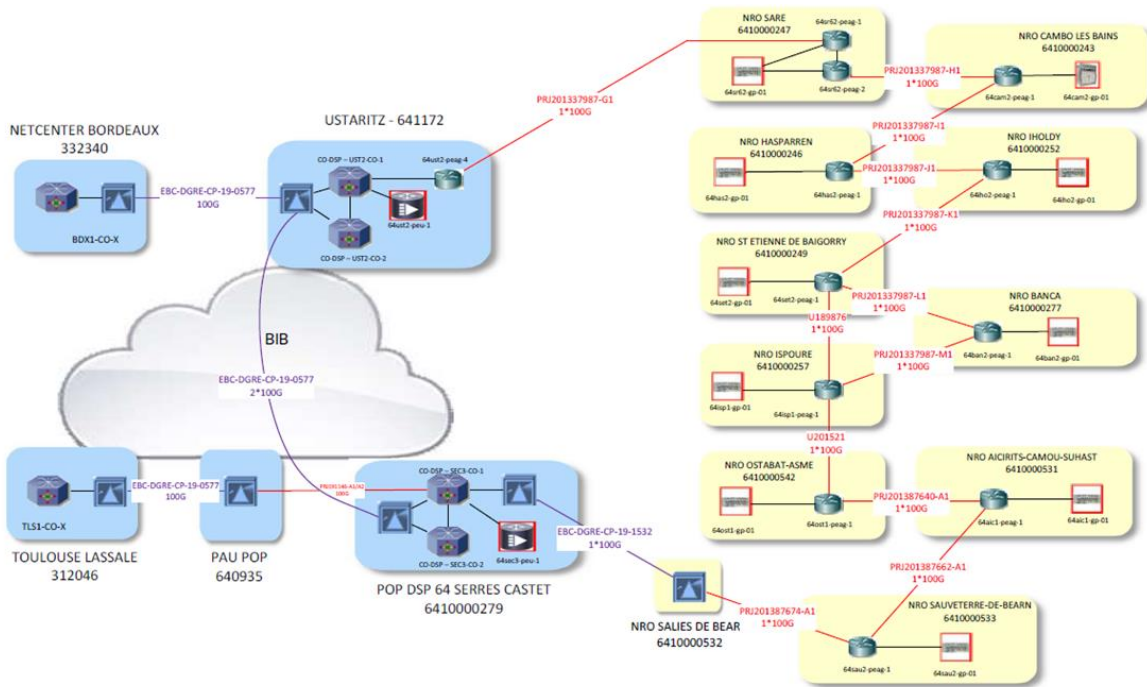 NRO SARE
6410000247
64sr62-peag-1
64sr62-gp-01
64sr62-peag-2
PRJ201337987-H1
1*100G
NRO CAMBO LES BAINS
6410000243
64cam2-peag-1
64cam2-gp-01
PRJ201337987-G1
1*100G
PRJ201337987-I1
1*100G
NETCENTER BORDEAUX
332340
BDX1-CO-X
EBC-DGRE-CP-19-0577
100G
USTARITZ - 641172
CO-DSP – UST2-CO-1
64ust2-peag-4
64ust2-peu-1
CO-DSP – UST2-CO-2
NRO HASPARREN
6410000246
64has2-gp-01
64has2-peag-1
PRJ201337987-J1
1*100G
NRO IHOLDY
6410000252
64iho2-peag-1
64iho2-gp-01
PRJ201337987-K1
1*100G
NRO ST ETIENNE DE BAIGORRY
6410000249
64set2-gp-01
64set2-peag-1
PRJ201337987-L1
1*100G
U189876
1*100G
NRO BANCA
6410000277
64ban2-peag-1
64ban2-gp-01
PRJ201337987-M1
1*100G
NRO ISPOURE
6410000257
64isp1-gp-01
64isp1-peag-1
U201521
1*100G
BIB
EBC-DGRE-CP-19-0577
2*100G
NRO OSTABAT-ASME
6410000542
64ost1-gp-01
64ost1-peag-1
PRJ201387640-A1
1*100G
NRO AICIRITS-CAMOU-SUHAST
6410000531
64aic1-peag-1
64aic1-gp-01
PRJ201387662-A1
1*100G
TLS1-CO-X
TOULOUSE LASSALE
312046
EBC-DGRE-CP-19-0577
100G
PAU POP
640935
100G
CO-DSP – SEC3-CO-1
CO-DSP – SEC3-CO-2
64sec3-peu-1
POP DSP 64 SERRES CASTET
6410000279
EBC-DGRE-CP-19-1532
1*100G
NRO SALIES DE BEAR
6410000532
PRJ201387674-A1
1*100G
NRO SAUVETERRE-DE-BEARN
6410000533
64sau2-peag-1
64sau2-gp-01